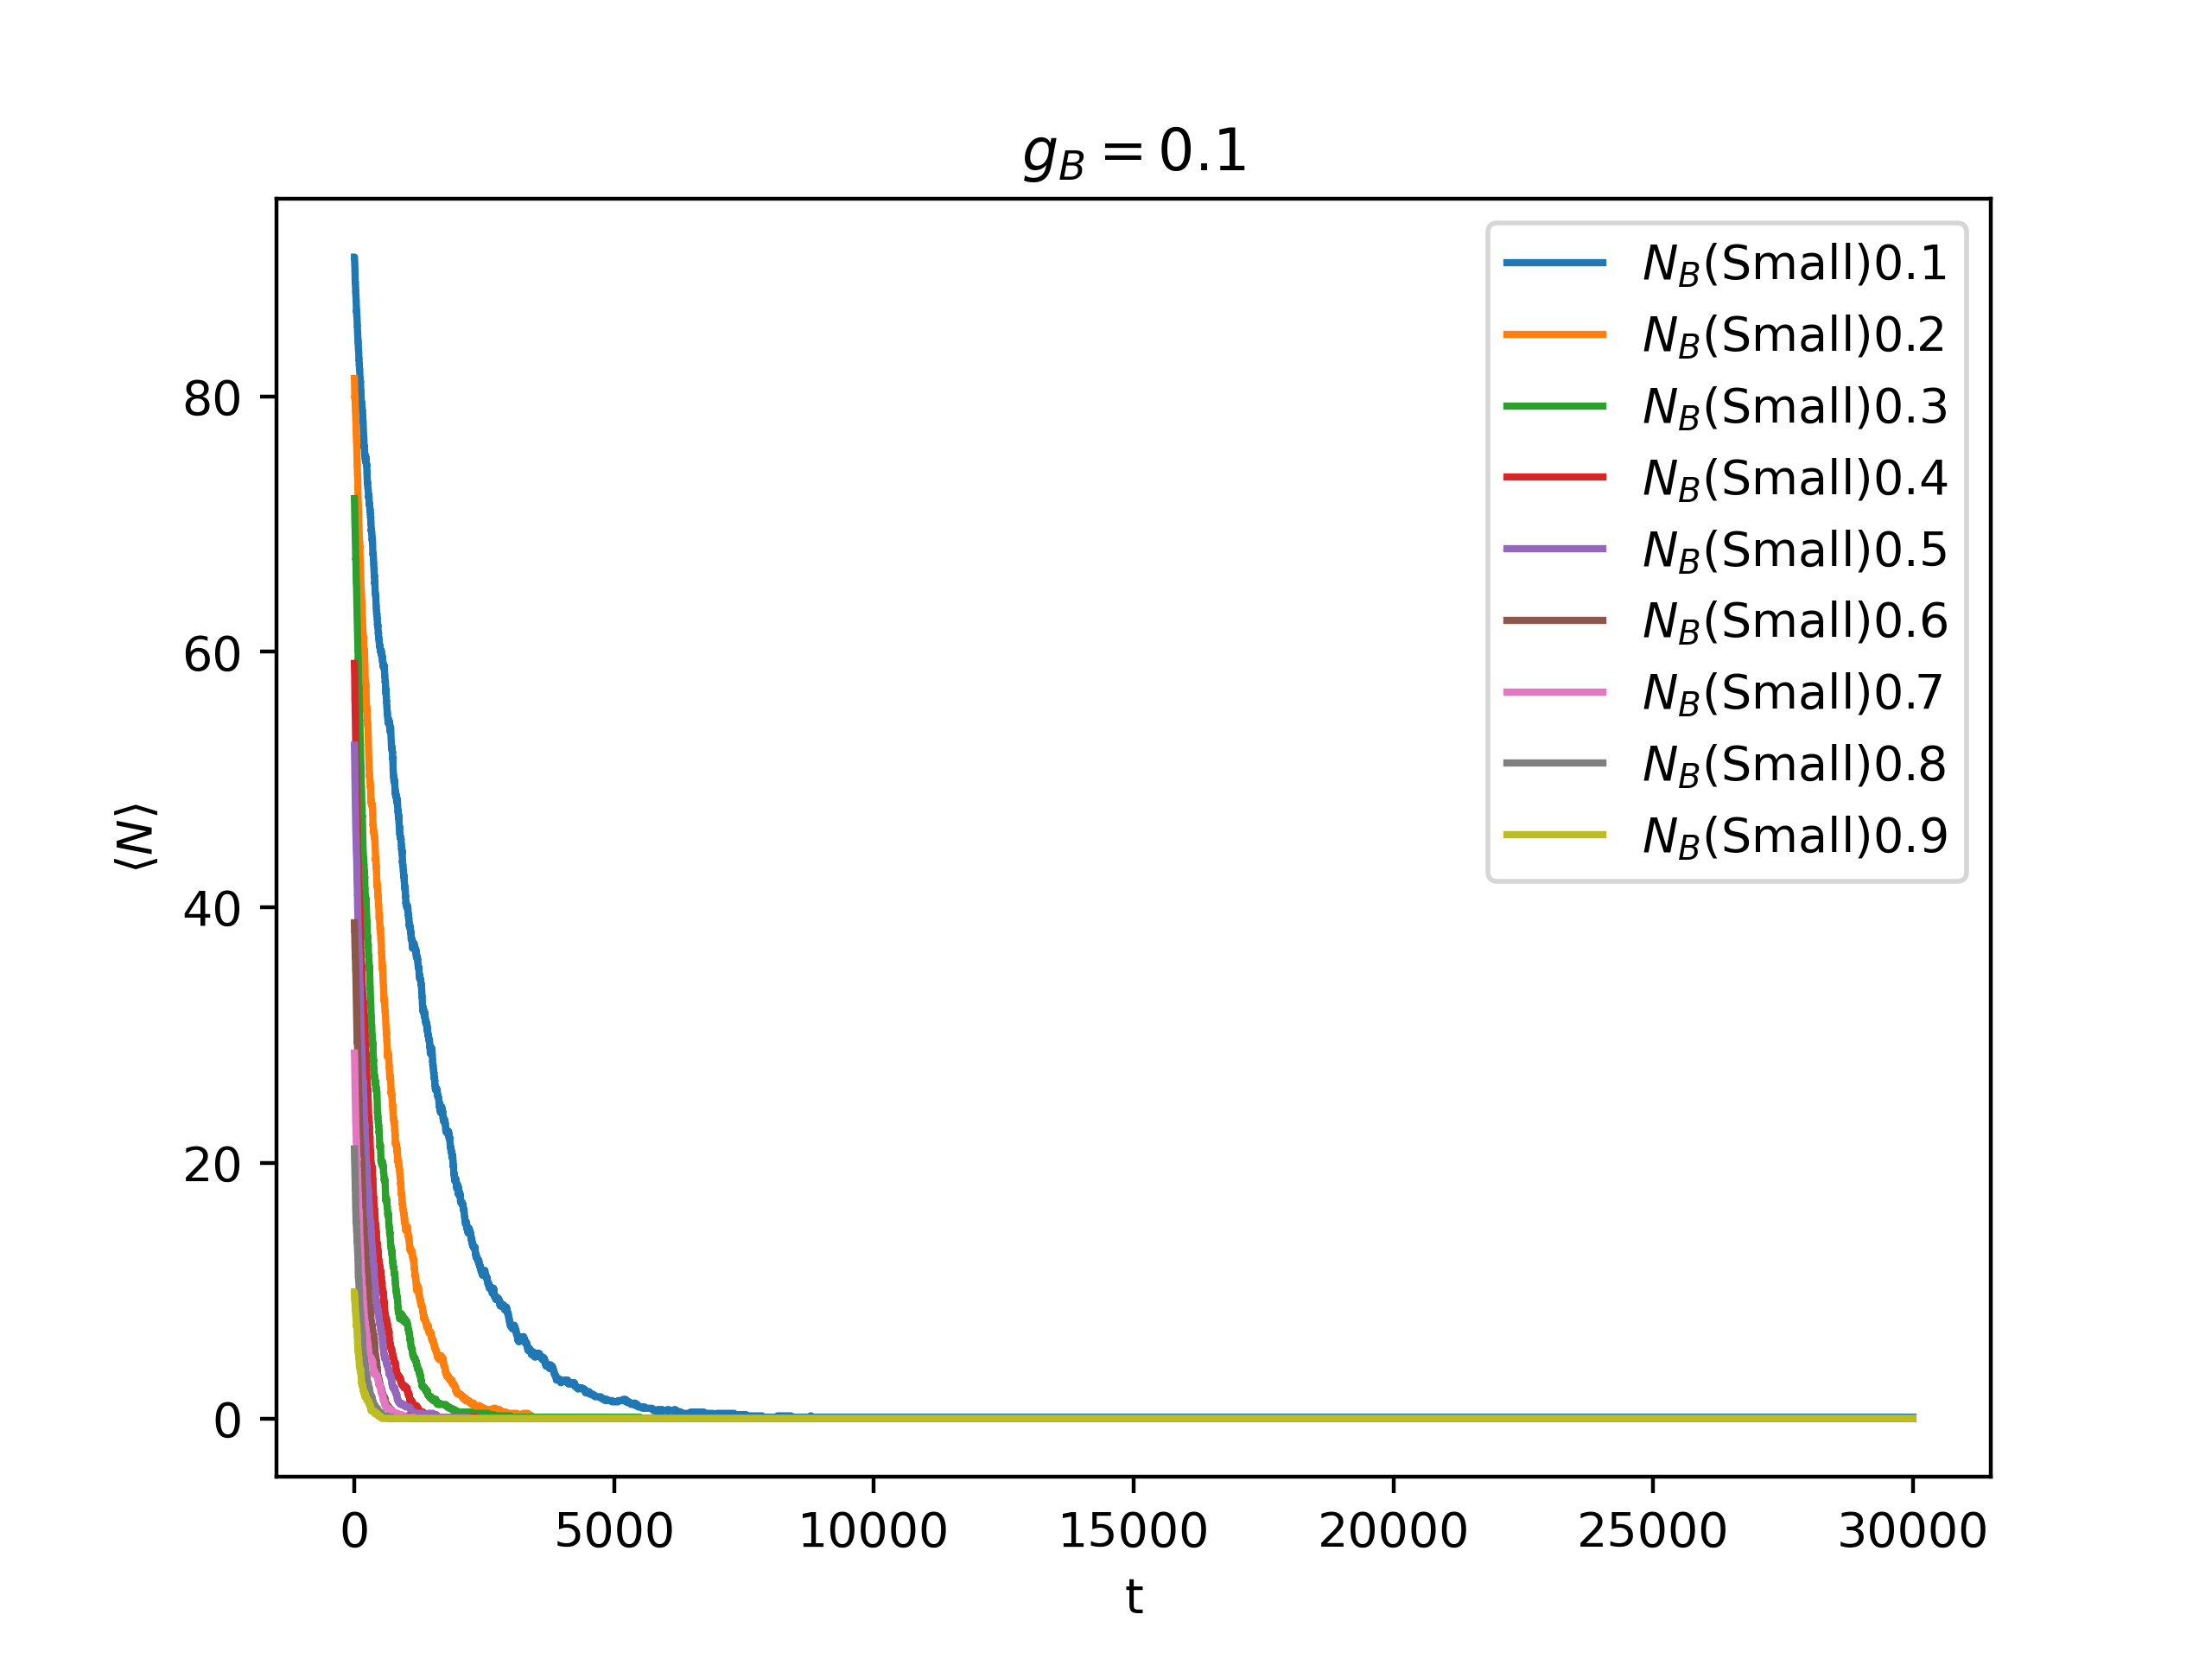 g_B = 0.1
⟨N⟩
80
60
40
20
0
N_B(Small)0.1
N_B(Small)0.2
N_B(Small)0.3
N_B(Small)0.4
N_B(Small)0.5
N_B(Small)0.6
N_B(Small)0.7
N_B(Small)0.8
N_B(Small)0.9
0 5000 10000 15000 20000 25000 30000
t